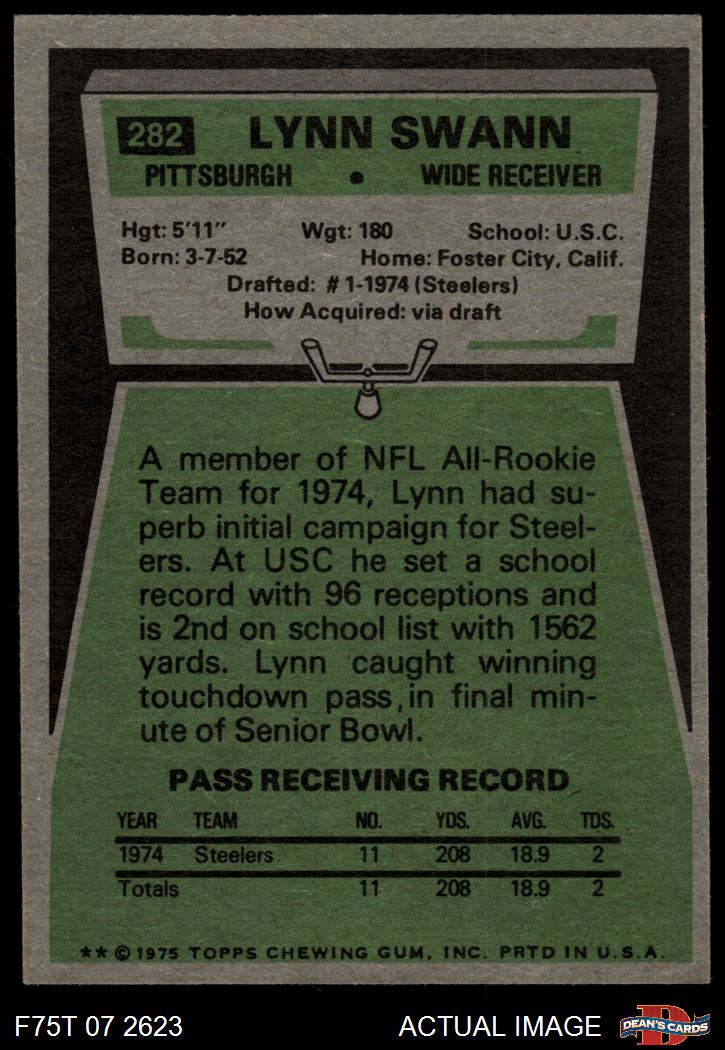 282 LYNN SWANN
PITTSBURGH • WIDE RECEIVER
Hgt: 5'11" Wgt: 180 School: U.S.C.
Born: 3-7-52 Home: Foster City, Calif.
Drafted: #1-1974 (Steelers)
How Acquired: via draft
A member of NFL All-Rookie
Team for 1974, Lynn had su-
perb initial campaign for Steel-
ers. At USC he set a school
record with 96 receptions and
is 2nd on school list with 1562
yards. Lynn caught winning
touchdown pass in final min-
ute of Senior Bowl.
PASS RECEIVING RECORD
YEAR TEAM NO. YDS. AVG. TDS.
1974 Steelers 11 208 18.9 2
Totals 11 208 18.9 2
** © 1975 TOPPS CHEWING GUM, INC. PRTD IN U.S.A.
F75T 07 2623 ACTUAL IMAGE D DEAN'S CARDS